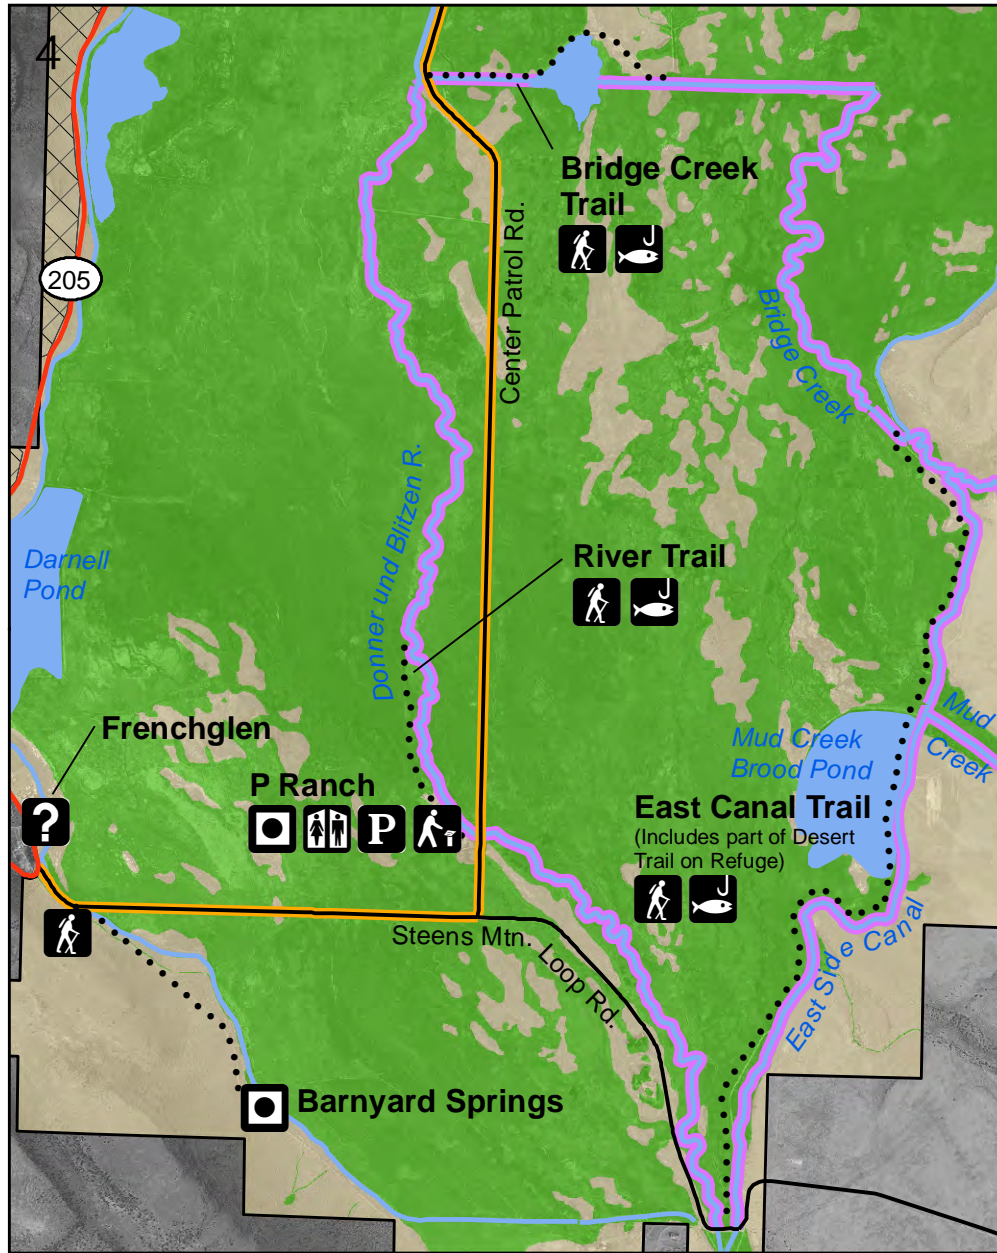 4
Bridge Creek
Trail
205
Center Patrol Rd.
Bridge Creek
Donner und Blitzen R.
Darnell
Pond
River Trail
Frenchglen
?
P Ranch
P
Mud Creek
Brood Pond
Mud
Creek
East Canal Trail
(Includes part of Desert
Trail on Refuge)
Steens Mtn.
Loop Rd.
East Side Canal
Barnyard Springs